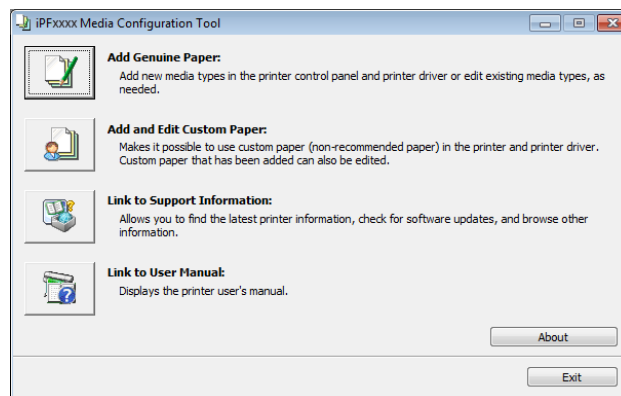 iPFxxxx Media Configuration Tool
Add Genuine Paper:
Add new media types in the printer control panel and printer driver or edit existing media types, as
needed.
Add and Edit Custom Paper:
Makes it possible to use custom paper (non-recommended paper) in the printer and printer driver.
Custom paper that has been added can also be edited.
Link to Support Information:
Allows you to find the latest printer information, check for software updates, and browse other
information.
Link to User Manual:
Displays the printer user's manual.
About
Exit